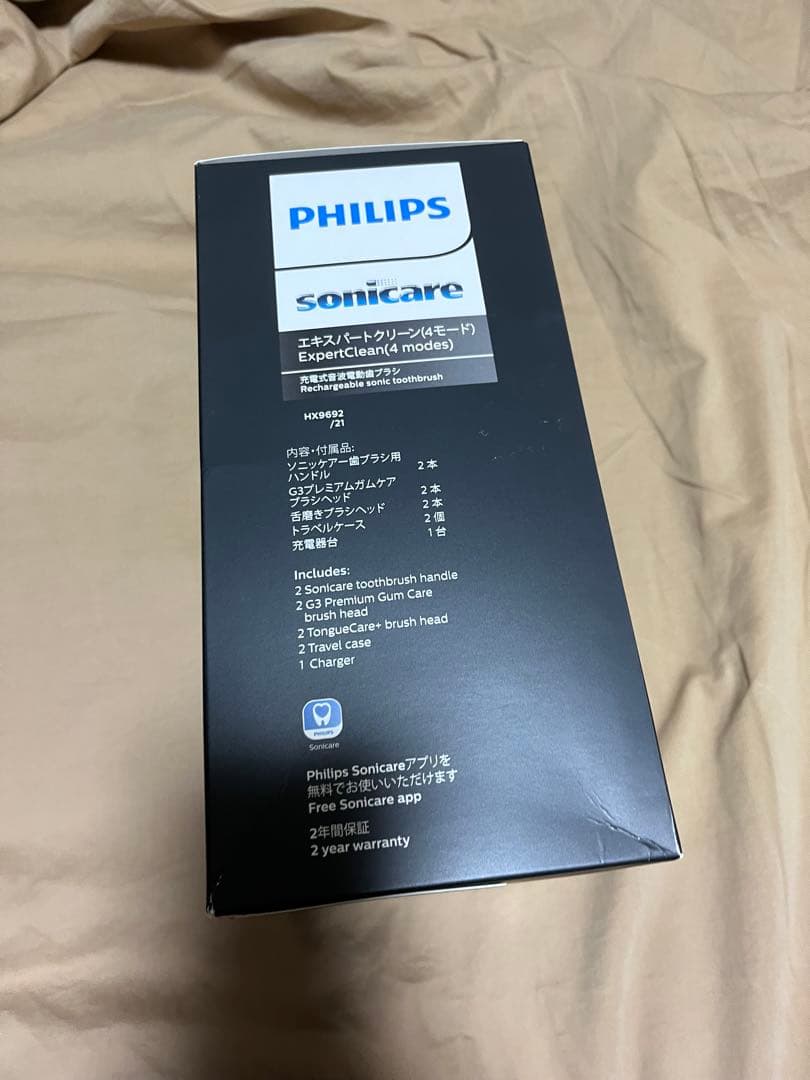 PHILIPS
sonicare
エキスパートクリーン(4モード)
ExpertClean(4 modes)
充電式音波電動歯ブラシ
Rechargeable sonic toothbrush
HX9692
/21
内容・付属品:
ソニッケアー歯ブラシ用
ハンドル 2本
G3プレミアムガムケア
ブラシヘッド 2本
舌磨きブラシヘッド 2本
トラベルケース 2個
充電器台 1台
Includes:
2 Sonicare toothbrush handle
2 G3 Premium Gum Care
brush head
2 TongueCare+ brush head
2 Travel case
1 Charger
PHILIPS
Sonicare
Philips Sonicareアプリを
無料でお使いいただけます
Free Sonicare app
2年間保証
2 year warranty